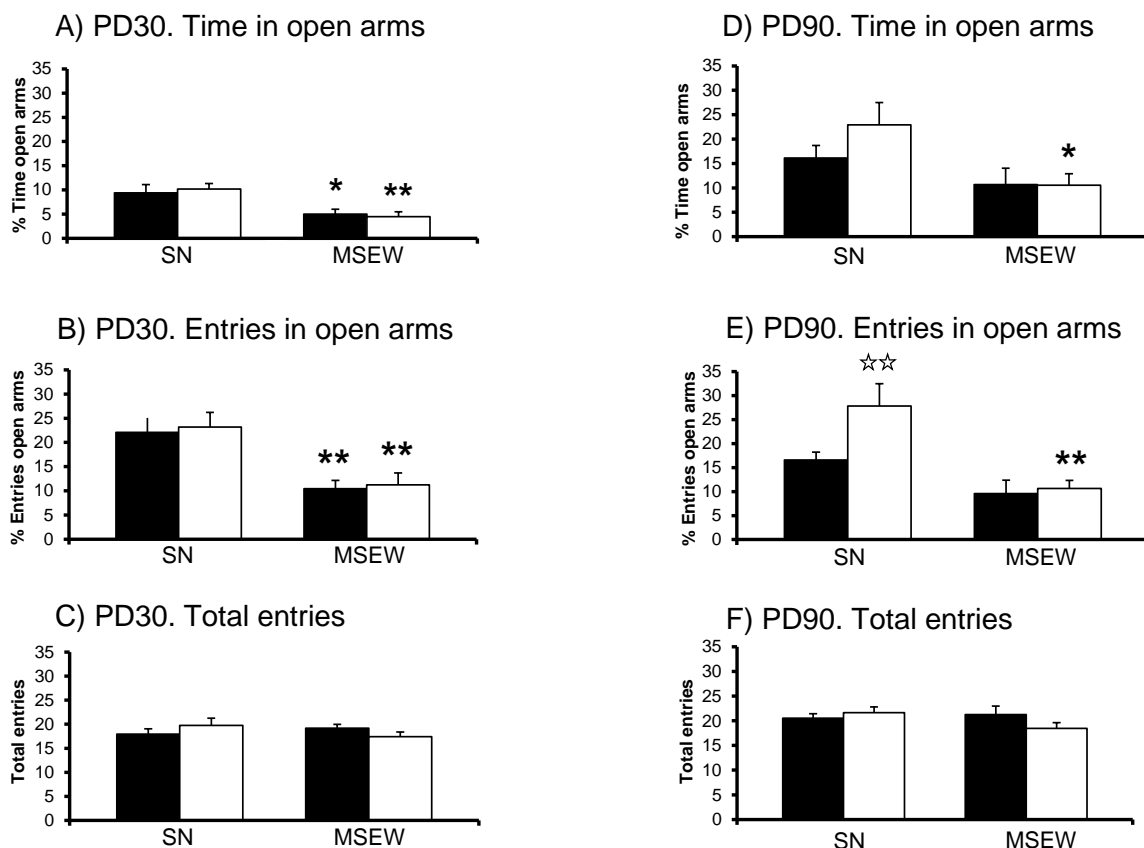 A) PD30. Time in open arms
% Time open arms
35
30
25
20
15
10
5
0
* **
SN MSEW
B) PD30. Entries in open arms
% Entries open arms
35
30
25
20
15
10
5
0
** **
SN MSEW
C) PD30. Total entries
Total entries
35
30
25
20
15
10
5
0
SN MSEW
D) PD90. Time in open arms
% Time open arms
35
30
25
20
15
10
5
0
*
SN MSEW
E) PD90. Entries in open arms
☆☆
% Entries open arms
35
30
25
20
15
10
5
0
**
SN MSEW
F) PD90. Total entries
Total entries
35
30
25
20
15
10
5
0
SN MSEW